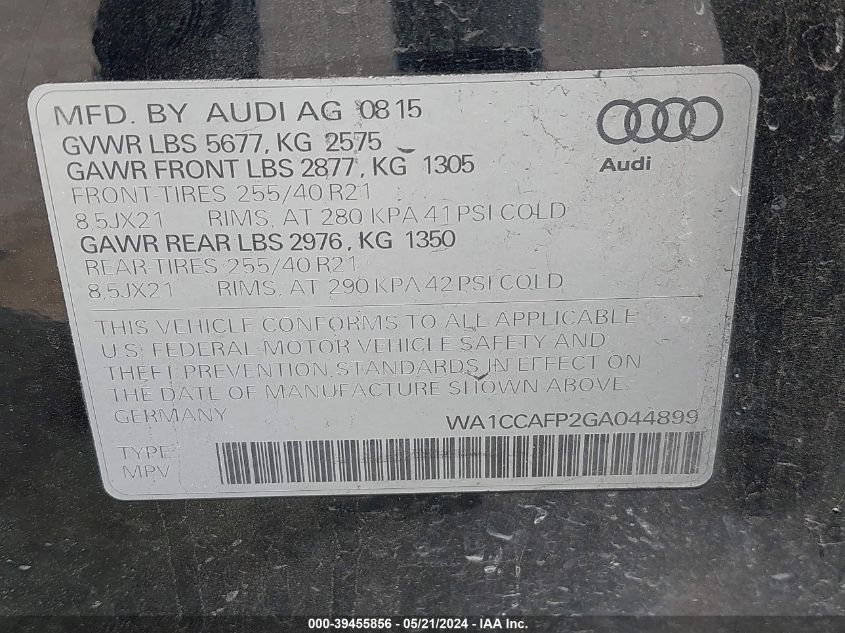 MFD. BY AUDI AG 08 15
GVWR LBS 5677, KG 2575
GAWR FRONT LBS 2877, KG 1305
FRONT-TIRES 255/40 R21
8,5JX21 RIMS, AT 280 KPA 41 PSI COLD
GAWR REAR LBS 2976, KG 1350
REAR-TIRES 255/40 R21
8,5JX21 RIMS, AT 290 KPA 42 PSI COLD
Audi
THIS VEHICLE CONFORMS TO ALL APPLICABLE
U.S. FEDERAL MOTOR VEHICLE SAFETY AND
THEFT PREVENTION STANDARDS IN EFFECT ON
THE DATE OF MANUFACTURE SHOWN ABOVE.
GERMANY WA1CCAFP2GA044899
TYPE:
MPV
000-39455856 - 05/21/2024 - IAA Inc.